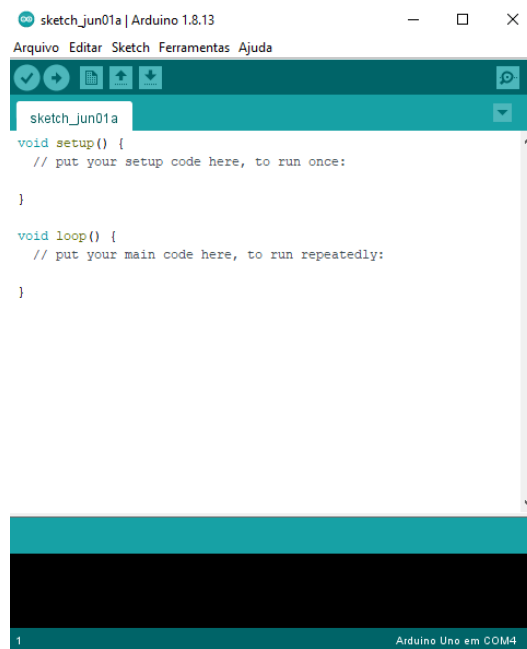 sketch_jun01a | Arduino 1.8.13
Arquivo Editar Sketch Ferramentas Ajuda
sketch_jun01a
void setup() {
  // put your setup code here, to run once:
}
void loop() {
  // put your main code here, to run repeatedly:
}
1 Arduino Uno em COM4